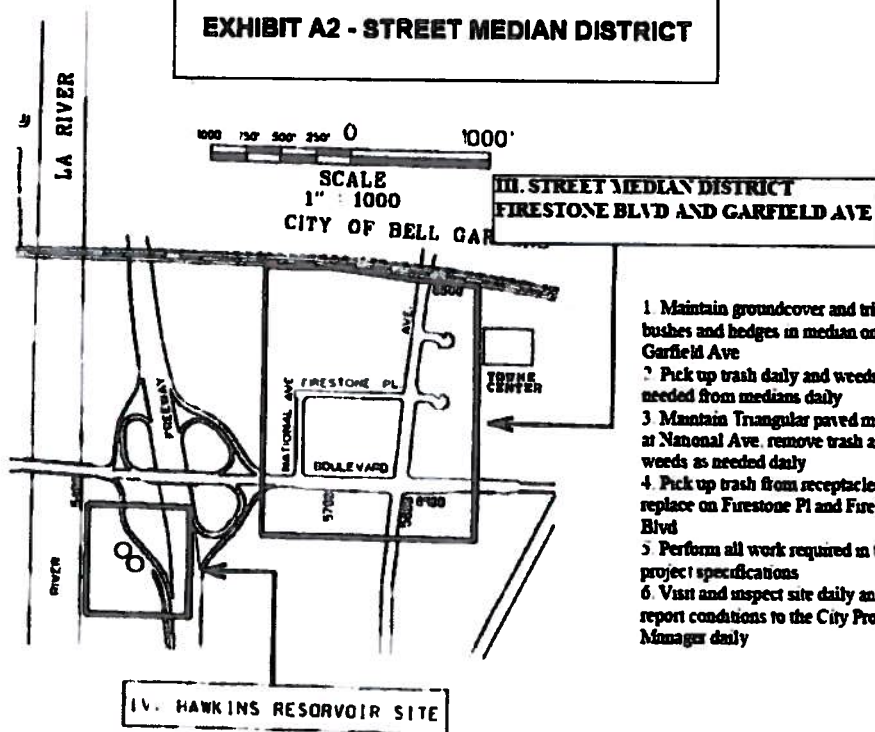 EXHIBIT A2 - STREET MEDIAN DISTRICT
LA RIVER
1000 750' 500' 250' 0 1000'
SCALE
1" : 1000
CITY OF BELL GAR
III. STREET MEDIAN DISTRICT
FIRESTONE BLVD AND GARFIELD AVE
AVE.
TOWNE
CENTER
FREEWAY
NATIONAL AVE
FIRESTONE PL
BOULEVARD
5700
RIVER
1. Maintain groundcover and tri
bushes and hedges in median on
Garfield Ave
2. Pick up trash daily and weeds
needed from medians daily
3. Maintain Triangular paved m
at National Ave, remove trash a
weeds as needed daily
4. Pick up trash from receptacle
replace on Firestone Pl and Fire
Blvd
5. Perform all work required in t
project specifications
6. Visit and inspect site daily an
report conditions to the City Pro
Manager daily
IV. HAWKINS RESORVOIR SITE